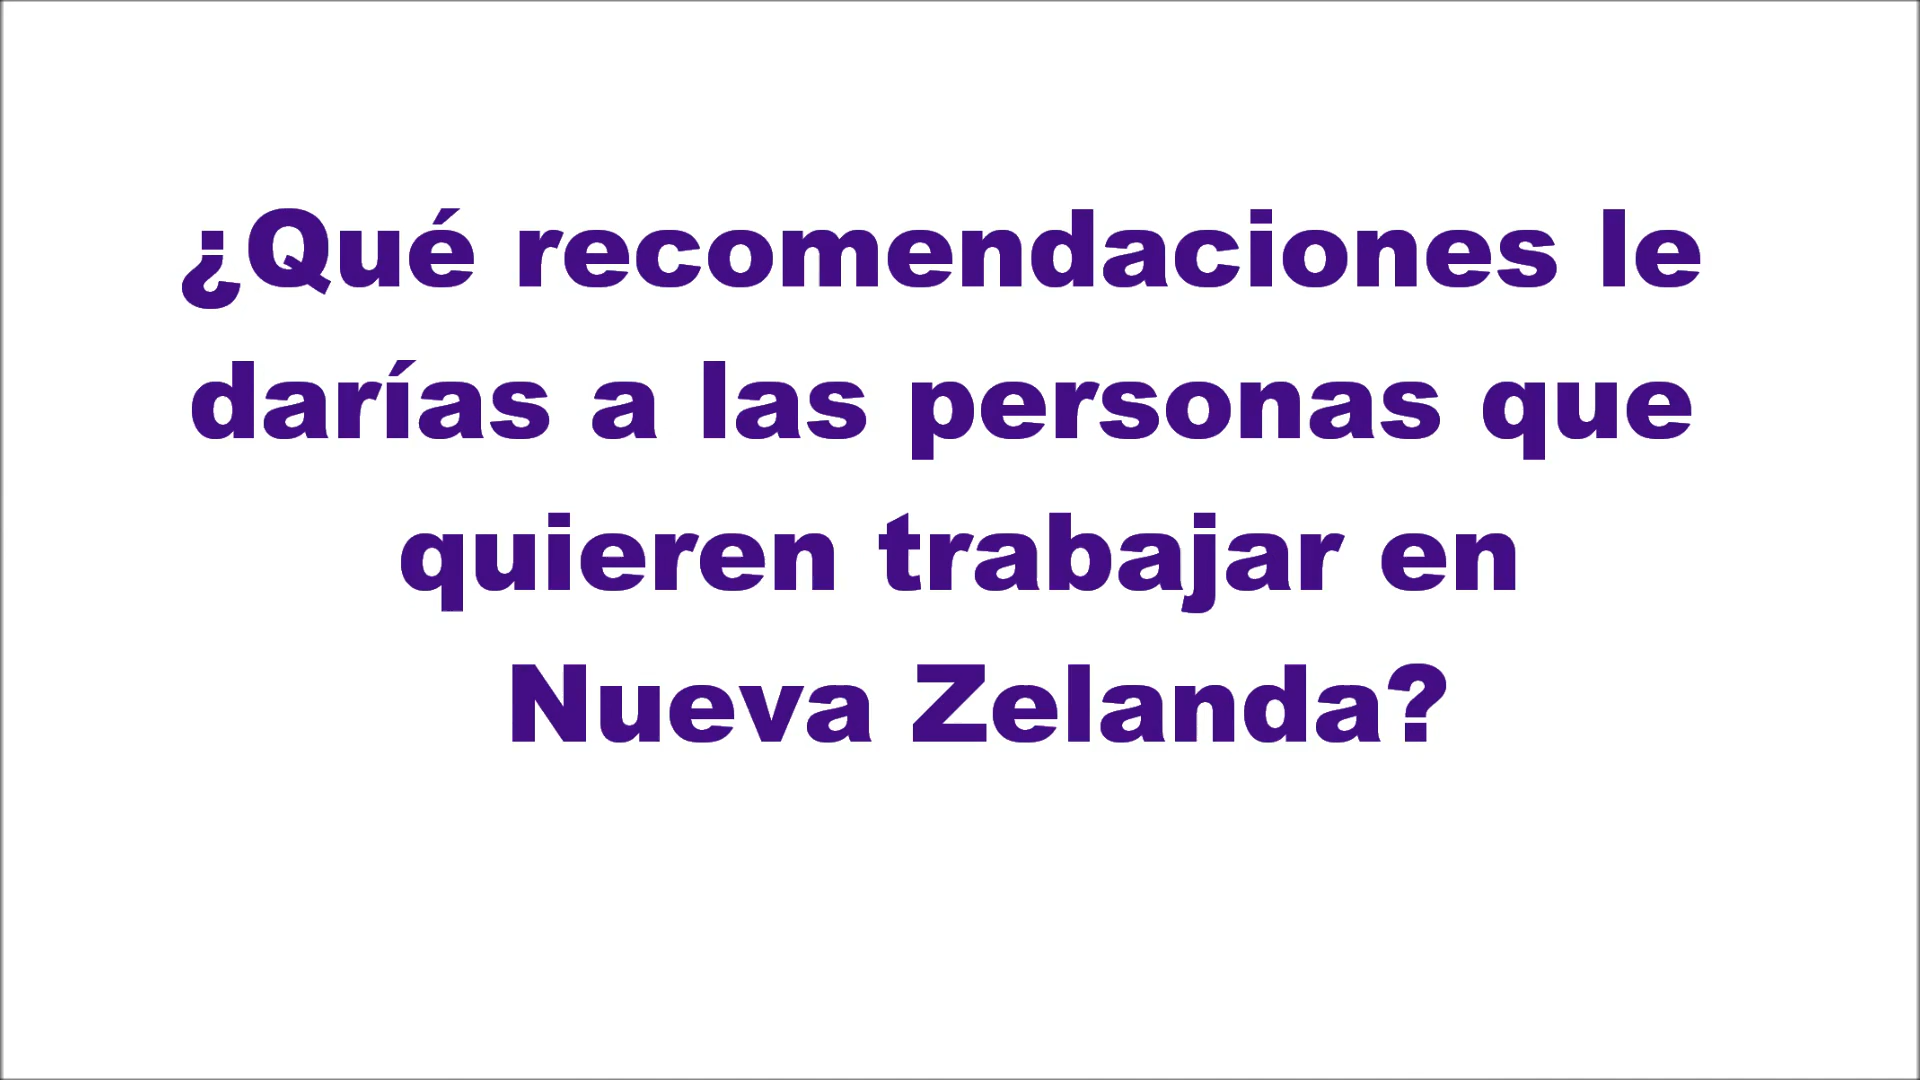 ¿Qué recomendaciones le
darías a las personas que
quieren trabajar en
Nueva Zelanda?